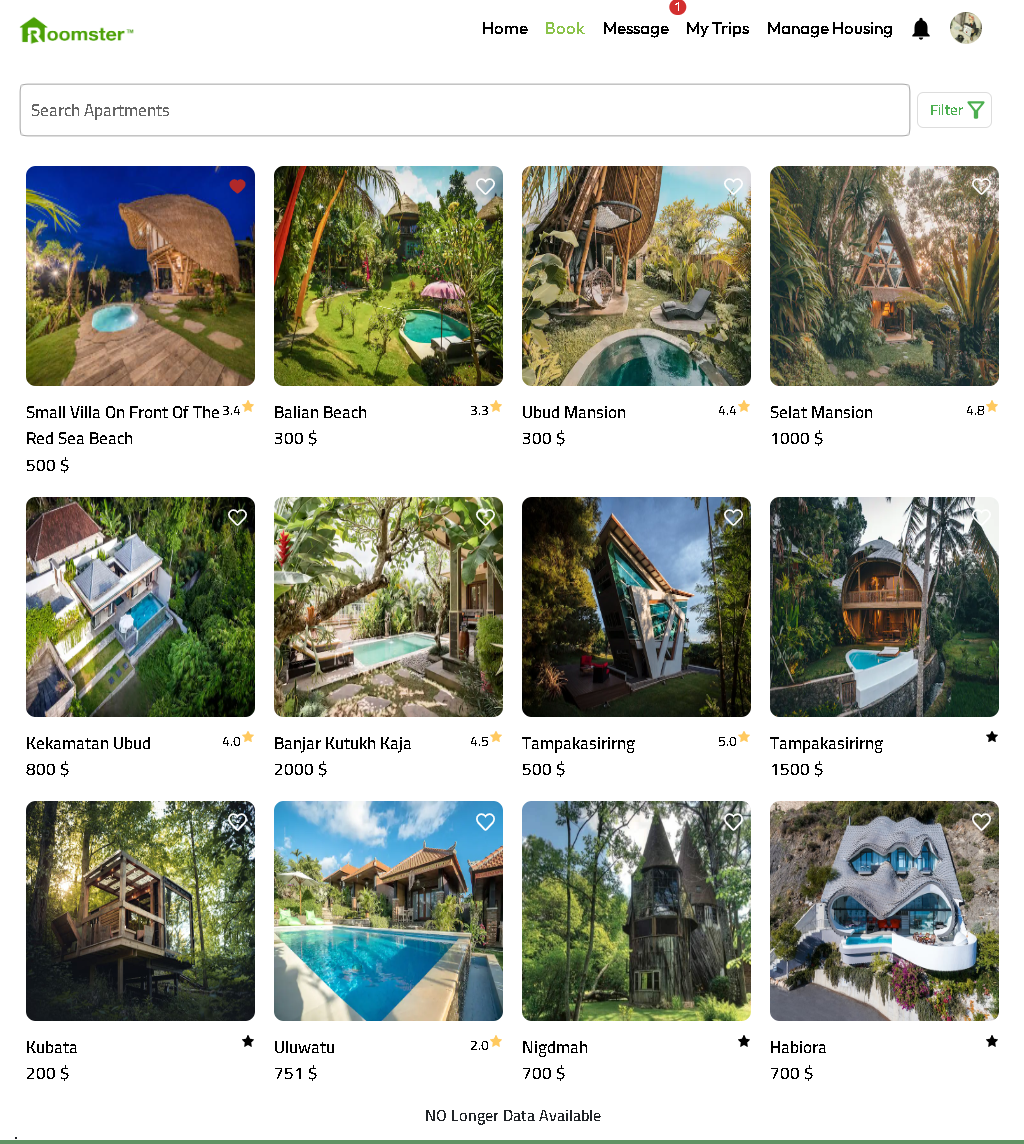 Roomster™
Home Book Message 1 My Trips Manage Housing
Search Apartments
Filter
Small Villa On Front Of The 3.4
Red Sea Beach
500 $
Balian Beach 3.3
300 $
Ubud Mansion 4.4
300 $
Selat Mansion 4.8
1000 $
Kekamatan Ubud 4.0
800 $
Banjar Kutukh Kaja 4.5
2000 $
Tampakasirirng 5.0
500 $
Tampakasirirng
1500 $
Kubata
200 $
Uluwatu 2.0
751 $
Nigdmah
700 $
Habiora
700 $
NO Longer Data Available